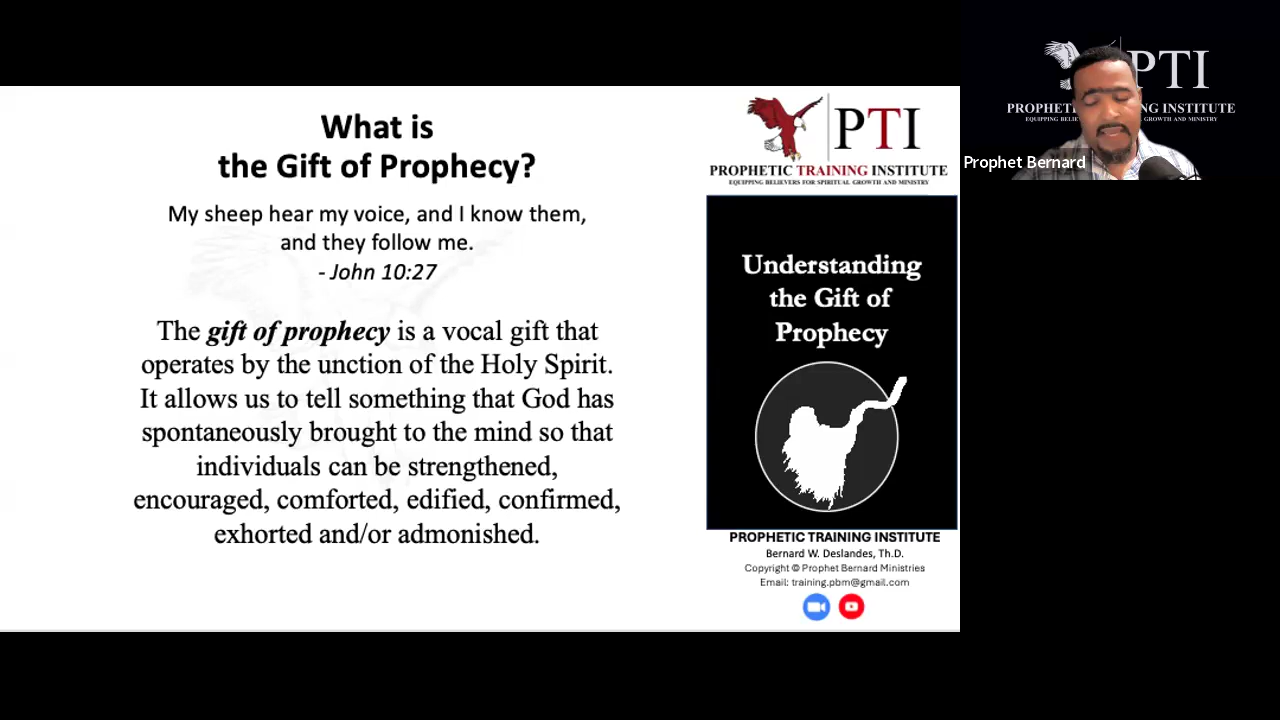 What is
the Gift of Prophecy?
My sheep hear my voice, and I know them,
and they follow me.
- John 10:27
The gift of prophecy is a vocal gift that
operates by the unction of the Holy Spirit.
It allows us to tell something that God has
spontaneously brought to the mind so that
individuals can be strengthened,
encouraged, comforted, edified, confirmed,
exhorted and/or admonished.
PTI
PROPHETIC TRAINING INSTITUTE
EQUIPPING BELIEVERS FOR SPIRITUAL GROWTH AND MINISTRY
Understanding
the Gift of
Prophecy
PROPHETIC TRAINING INSTITUTE
Bernard W. Deslandes, Th.D.
Copyright © Prophet Bernard Ministries
Email: training.pbm@gmail.com
PTI
INSTITUTE
GROWTH AND MINISTRY
Prophet Bernard